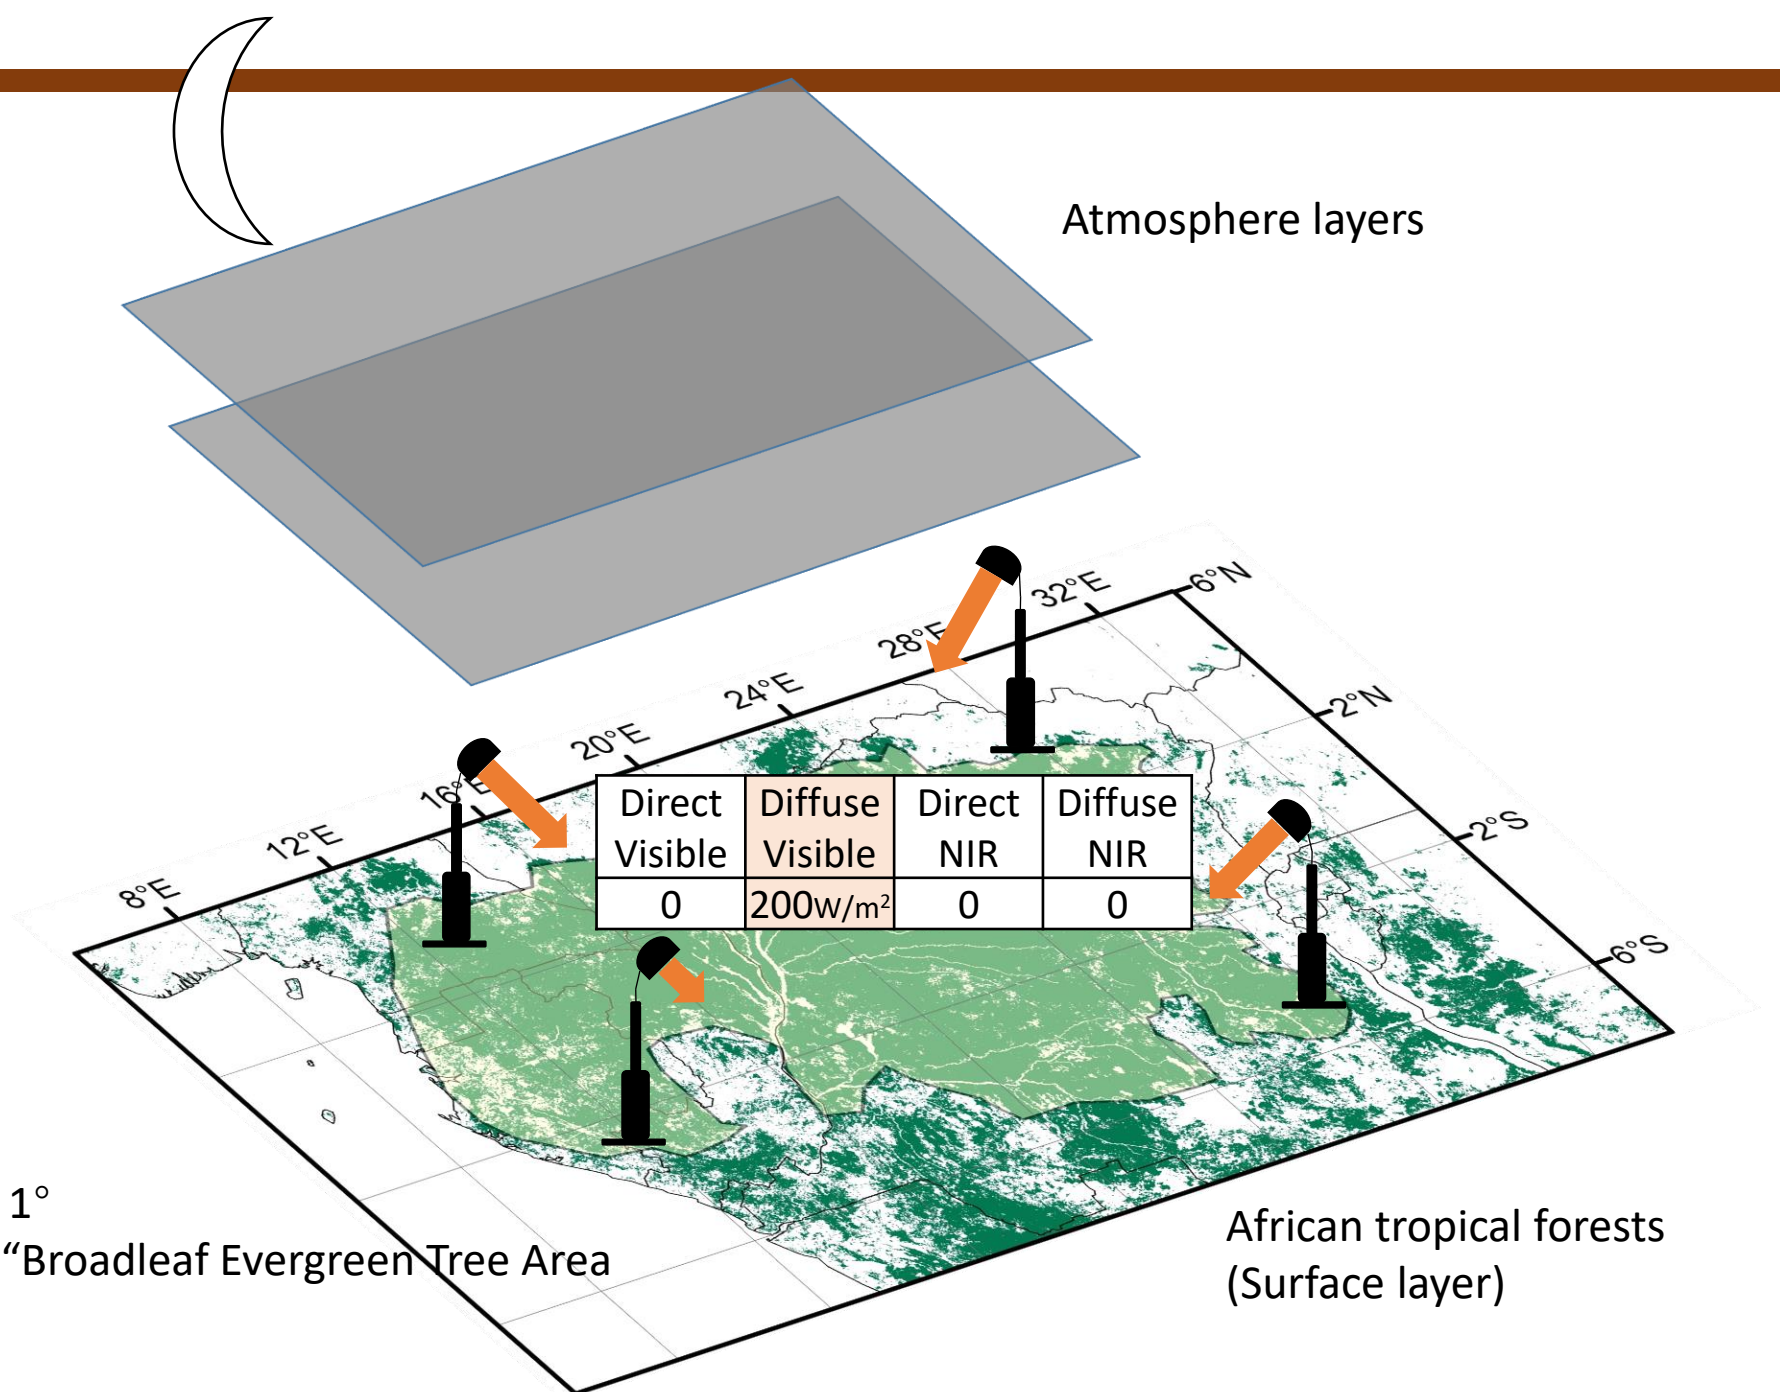 Atmosphere layers
8°E
12°E
16°E
20°E
24°E
28°E
32°E
6°N
2°N
2°S
6°S
Direct Visible
Diffuse Visible
Direct NIR
Diffuse NIR
0
200W/m²
0
0
1°
“Broadleaf Evergreen Tree Area
African tropical forests
(Surface layer)